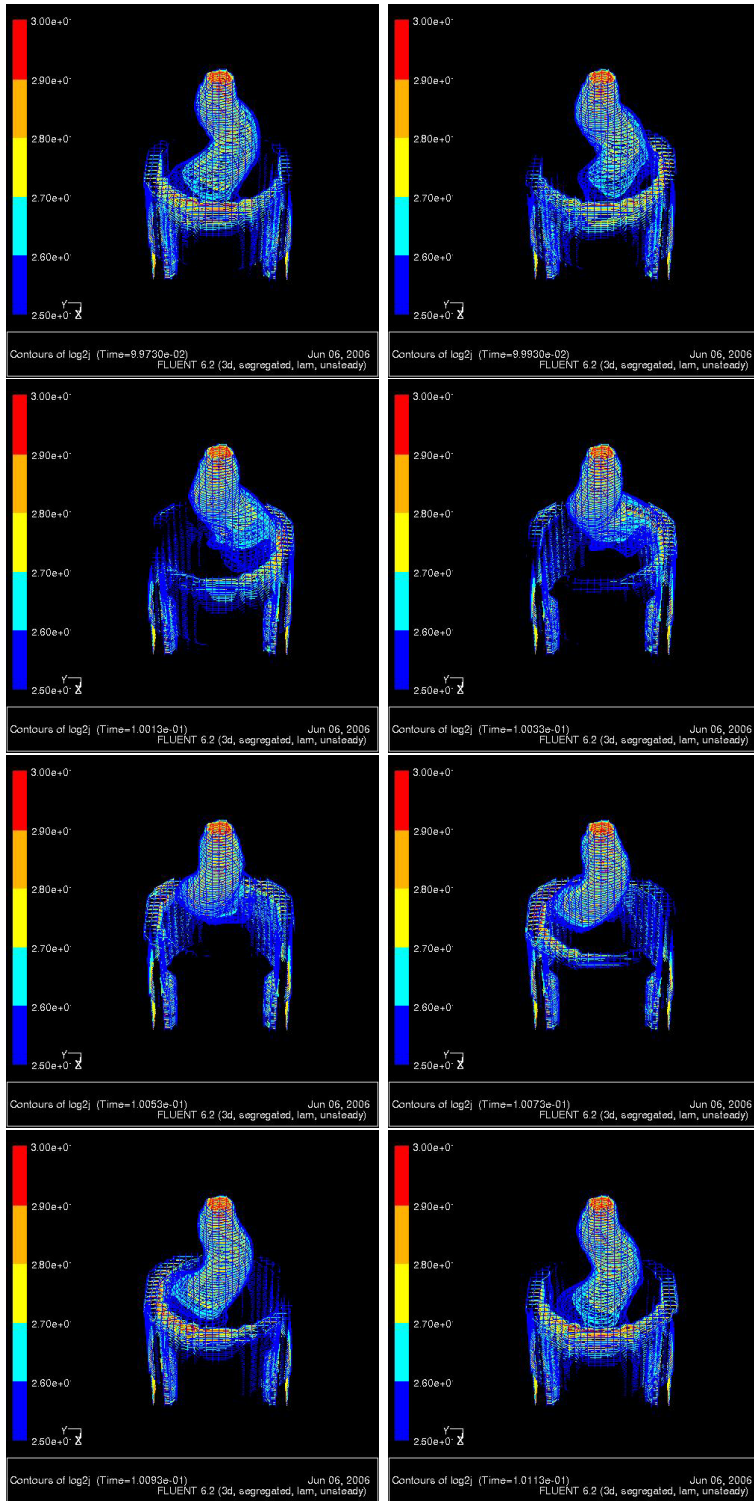 3.00e+0
2.90e+0
2.80e+0
2.70e+0
2.60e+0
2.50e+0
Y
Z
X
Contours of log2j (Time=9.9730e-02) Jun 06, 2006
FLUENT 6.2 (3d, segregated, lam, unsteady)
3.00e+0
2.90e+0
2.80e+0
2.70e+0
2.60e+0
2.50e+0
Y
Z
X
Contours of log2j (Time=9.9930e-02) Jun 06, 2006
FLUENT 6.2 (3d, segregated, lam, unsteady)
3.00e+0
2.90e+0
2.80e+0
2.70e+0
2.60e+0
2.50e+0
Y
Z
X
Contours of log2j (Time=1.0013e-01) Jun 06, 2006
FLUENT 6.2 (3d, segregated, lam, unsteady)
3.00e+0
2.90e+0
2.80e+0
2.70e+0
2.60e+0
2.50e+0
Y
Z
X
Contours of log2j (Time=1.0033e-01) Jun 06, 2006
FLUENT 6.2 (3d, segregated, lam, unsteady)
3.00e+0
2.90e+0
2.80e+0
2.70e+0
2.60e+0
2.50e+0
Y
Z
X
Contours of log2j (Time=1.0053e-01) Jun 06, 2006
FLUENT 6.2 (3d, segregated, lam, unsteady)
3.00e+0
2.90e+0
2.80e+0
2.70e+0
2.60e+0
2.50e+0
Y
Z
X
Contours of log2j (Time=1.0073e-01) Jun 06, 2006
FLUENT 6.2 (3d, segregated, lam, unsteady)
3.00e+0
2.90e+0
2.80e+0
2.70e+0
2.60e+0
2.50e+0
Y
Z
X
Contours of log2j (Time=1.0093e-01) Jun 06, 2006
FLUENT 6.2 (3d, segregated, lam, unsteady)
3.00e+0
2.90e+0
2.80e+0
2.70e+0
2.60e+0
2.50e+0
Y
Z
X
Contours of log2j (Time=1.0113e-01) Jun 06, 2006
FLUENT 6.2 (3d, segregated, lam, unsteady)